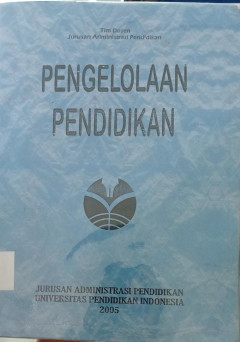 Tim Dosen
Jurusan Administrasi Pendidikan
PENGELOLAAN
PENDIDIKAN
JURUSAN ADMINISTRASI PENDIDIKAN
UNIVERSITAS PENDIDIKAN INDONESIA
2005